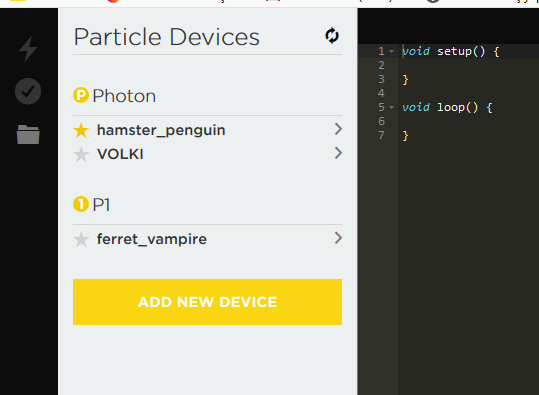 Particle Devices
P Photon
hamster_penguin
VOLKI
1 P1
ferret_vampire
ADD NEW DEVICE
1 void setup() {
2
3 }
4
5 void loop() {
6
7 }